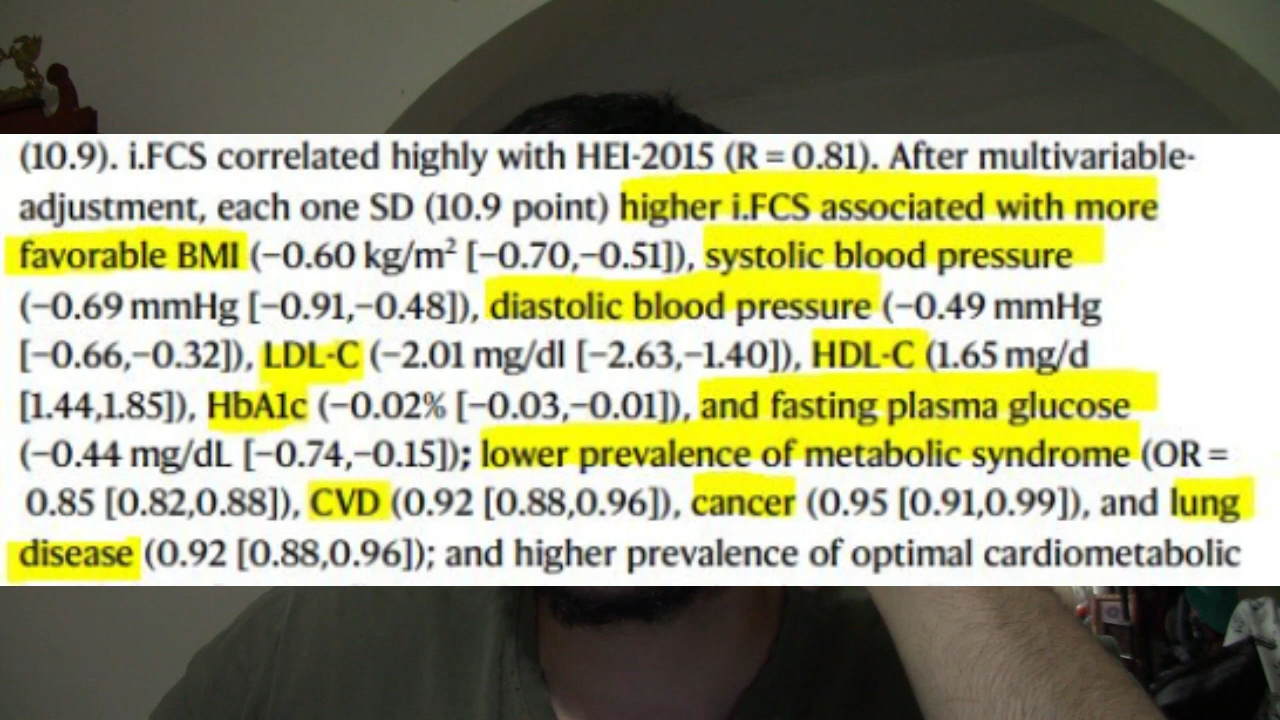 (10.9). i.FCS correlated highly with HEI-2015 (R = 0.81). After multivariable-
adjustment, each one SD (10.9 point) higher i.FCS associated with more
favorable BMI (−0.60 kg/m² [−0.70,−0.51]), systolic blood pressure
(−0.69 mmHg [−0.91,−0.48]), diastolic blood pressure (−0.49 mmHg
[−0.66,−0.32]), LDL-C (−2.01 mg/dl [−2.63,−1.40]), HDL-C (1.65 mg/d
[1.44,1.85]), HbA1c (−0.02% [−0.03,−0.01]), and fasting plasma glucose
(−0.44 mg/dL [−0.74,−0.15]); lower prevalence of metabolic syndrome (OR =
0.85 [0.82,0.88]), CVD (0.92 [0.88,0.96]), cancer (0.95 [0.91,0.99]), and lung
disease (0.92 [0.88,0.96]); and higher prevalence of optimal cardiometabolic